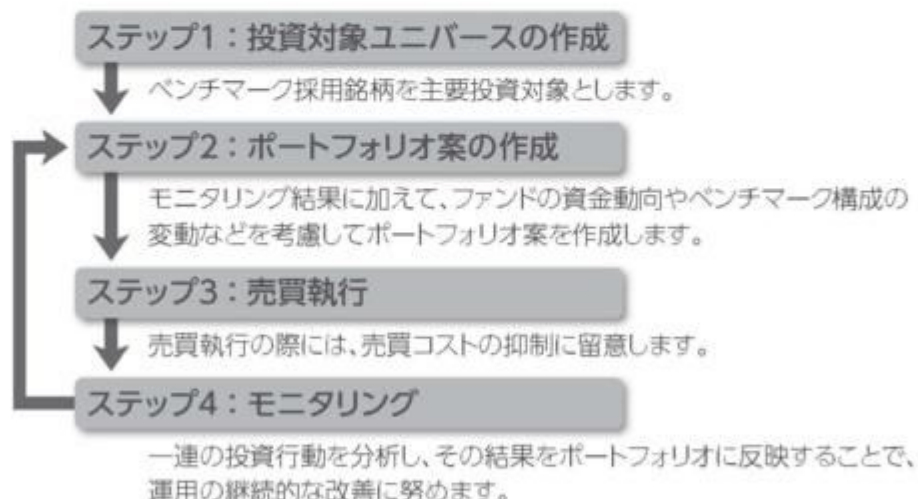 ステップ1：投資対象ユニバースの作成
ベンチマーク採用銘柄を主要投資対象とします。
ステップ2：ポートフォリオ案の作成
モニタリング結果に加えて、ファンドの資金動向やベンチマーク構成の
変動などを考慮してポートフォリオ案を作成します。
ステップ3：売買執行
売買執行の際には、売買コストの抑制に留意します。
ステップ4：モニタリング
一連の投資行動を分析し、その結果をポートフォリオに反映することで、
運用の継続的な改善に努めます。